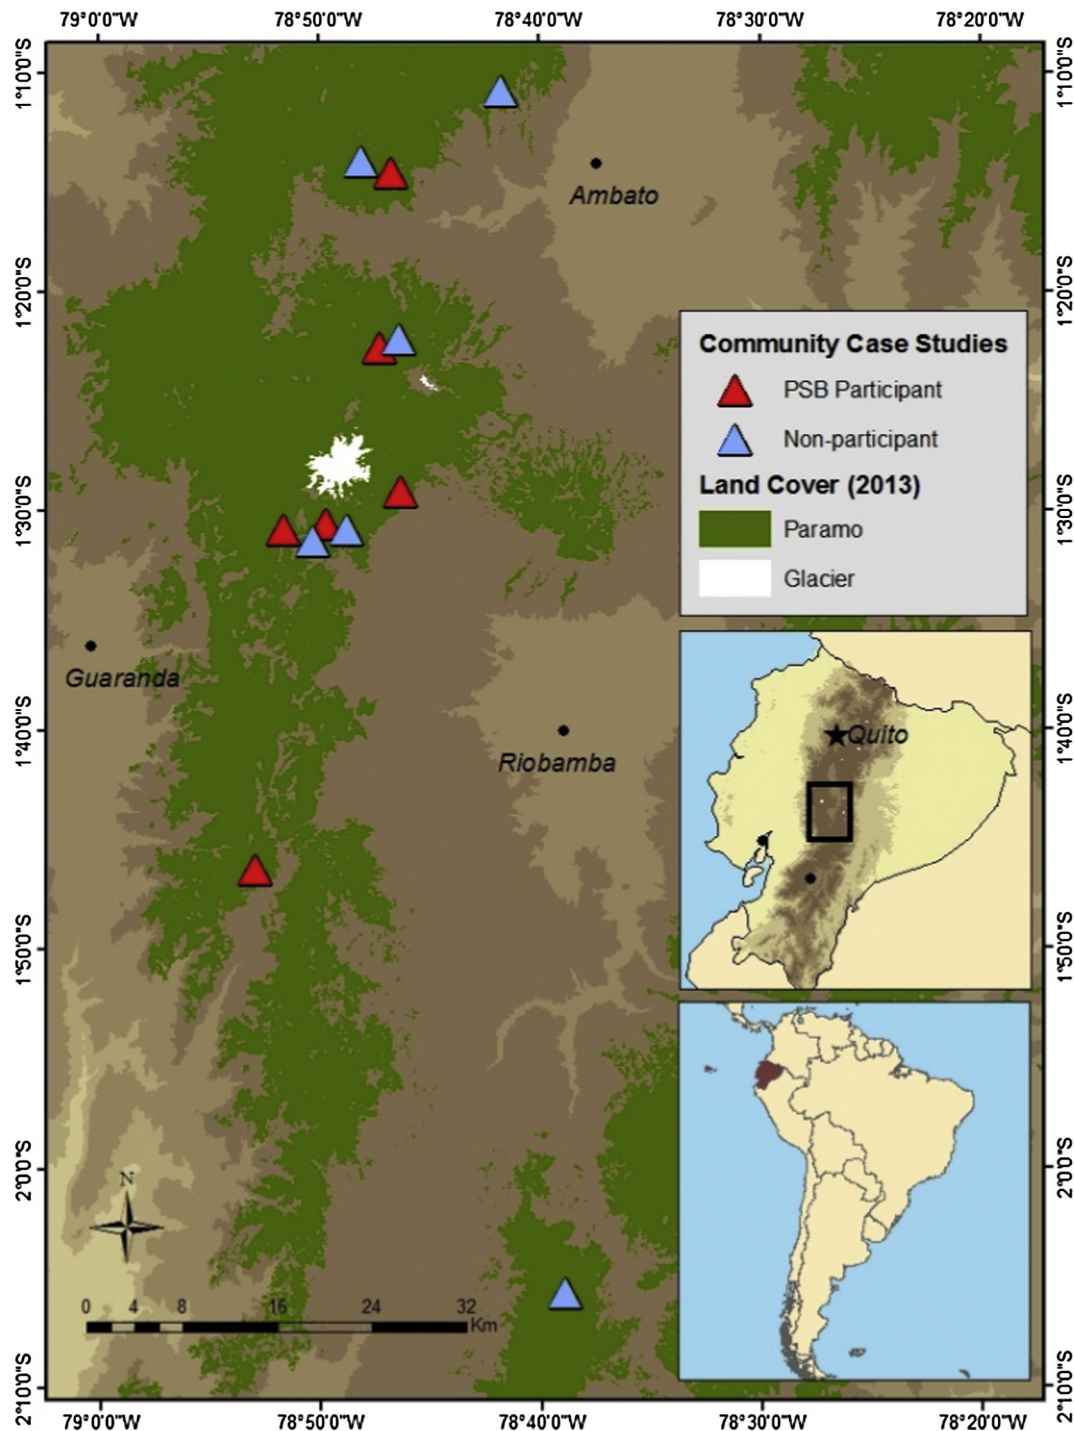 79°0'0"W 78°50'0"W 78°40'0"W 78°30'0"W 78°20'0"W
1°10'0"S 1°10'0"S
Ambato
1°20'0"S 1°20'0"S
Community Case Studies
PSB Participant
Non-participant
Land Cover (2013)
Paramo
Glacier
1°30'0"S 1°30'0"S
Guaranda
1°40'0"S 1°40'0"S
Riobamba
Quito
1°50'0"S 1°50'0"S
2°0'0"S 2°0'0"S
N
0 4 8 16 24 32
Km
2°10'0"S 2°10'0"S
79°0'0"W 78°50'0"W 78°40'0"W 78°30'0"W 78°20'0"W